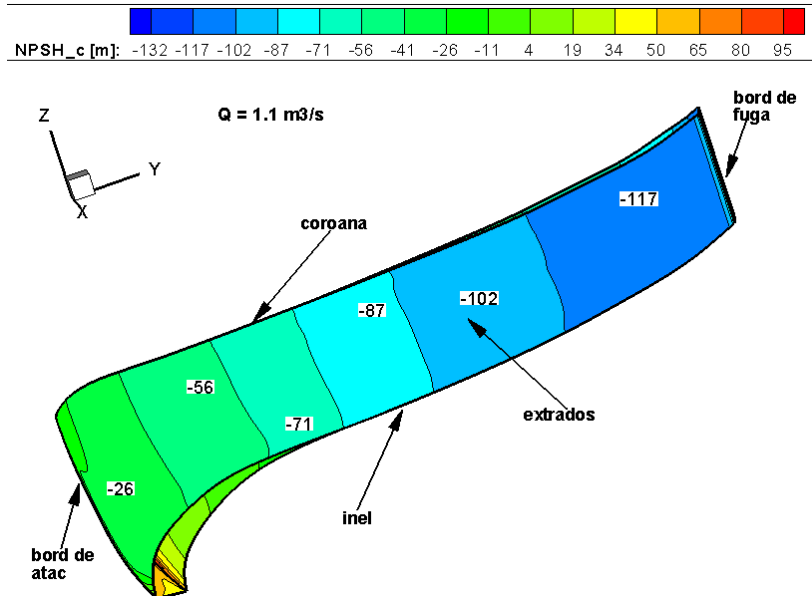 NPSH_c [m]: -132 -117 -102 -87 -71 -56 -41 -26 -11 4 19 34 50 65 80 95
bord de
fuga
Z
Q = 1.1 m3/s
Y
X
-117
coroana
-102
-87
-56
extrados
-71
-26
inel
bord de
atac